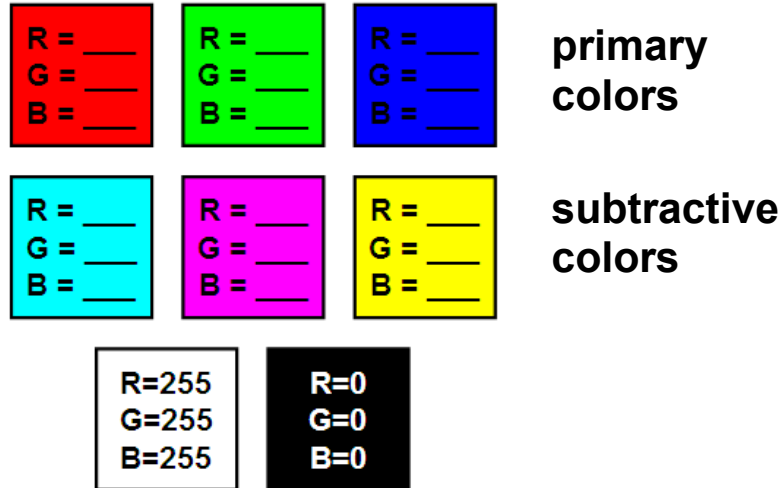 R = ___ R = ___ R = ___ primary
G = ___ G = ___ G = ___ colors
B = ___ B = ___ B = ___
R = ___ R = ___ R = ___ subtractive
G = ___ G = ___ G = ___ colors
B = ___ B = ___ B = ___
R=255 R=0
G=255 G=0
B=255 B=0